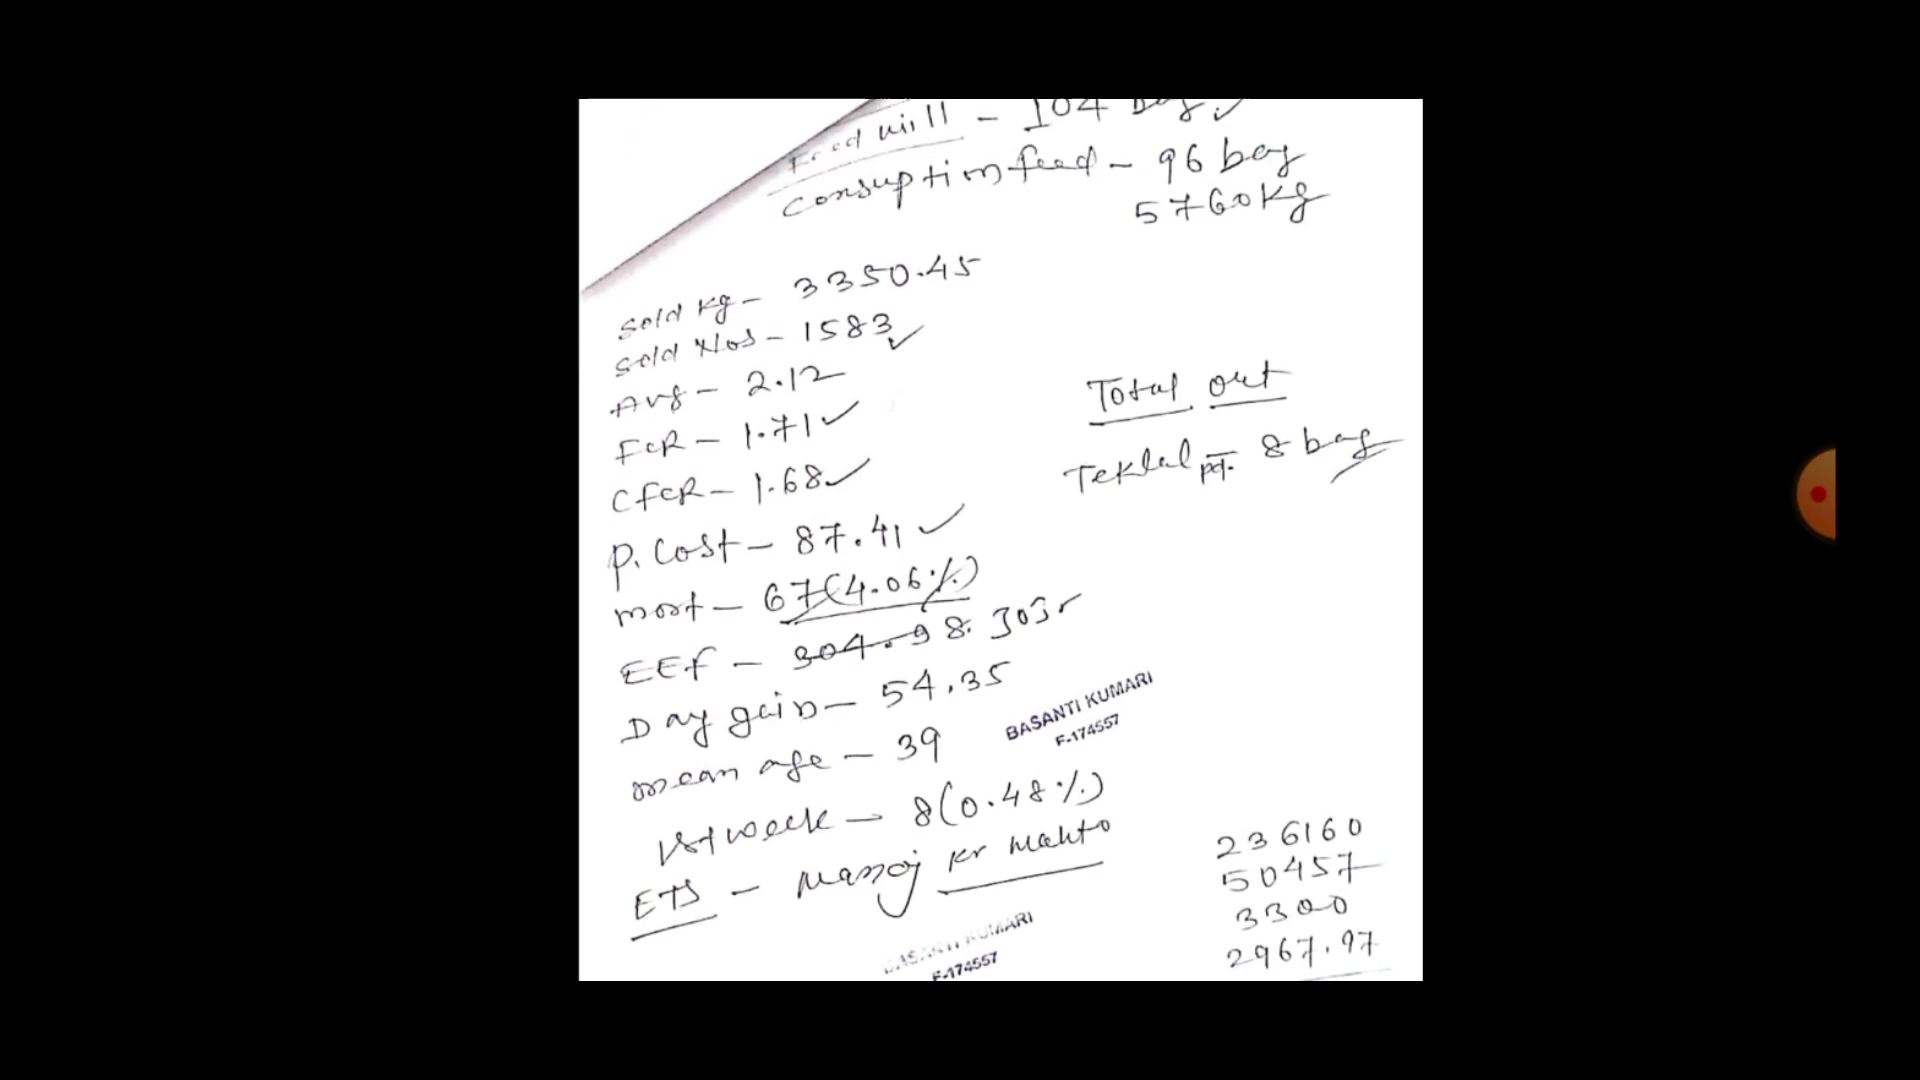 Feed mill - 104 Bag
Consuption feed - 96 bag
5760 Kg
Sold Kg - 3350.45
Sold Nos - 1583
Avg - 2.12
FCR - 1.71
CFCR - 1.68
P. Cost - 87.41
mort - 67 (4.06%)
EEf - 304.98. 303
Day gain - 54.35
mean age - 39
1st week - 8 (0.48%)
ETS - Manoj Kr Mahto
Total out
Teklal pd. 8 bag
BASANTI KUMARI
F-174557
236160
50457
3300
2967.97
BASANTI KUMARI
F-174557